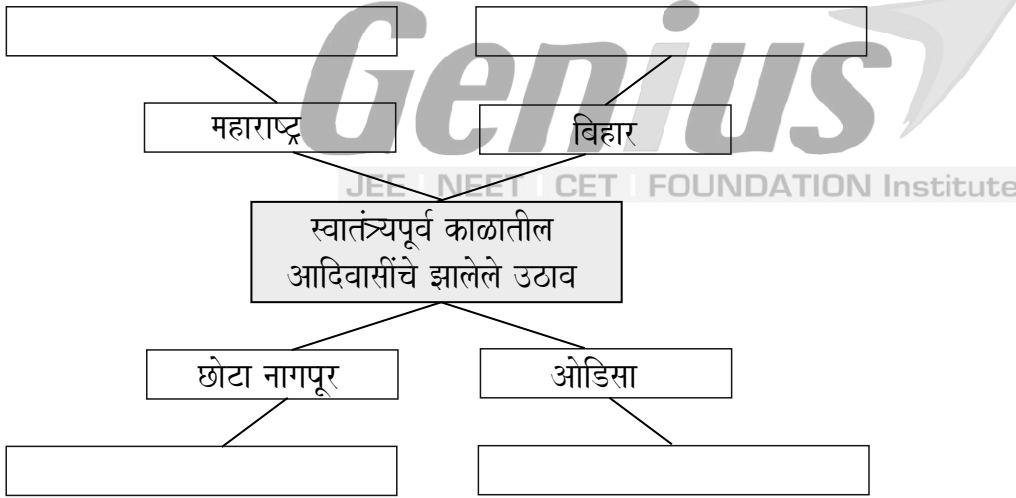 Genius
महाराष्ट्र
बिहार
JEE | NEET | CET | FOUNDATION Institute
स्वातंत्र्यपूर्व काळातील
आदिवासींचे झालेले उठाव
छोटा नागपूर
ओडिसा